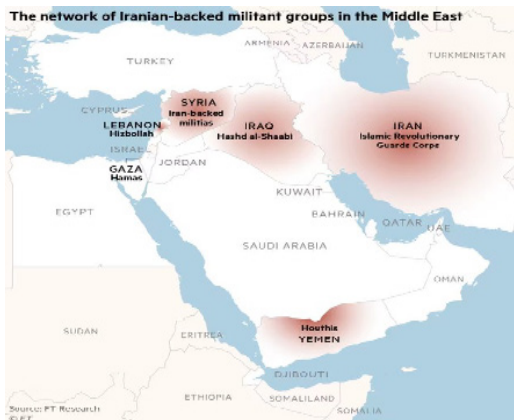 The network of Iranian-backed militant groups in the Middle East
ARMENIA
AZERBAIJAN
TURKMENISTAN
TURKEY
CYPRUS
SYRIA
Iran-backed
militias
LEBANON
Hizbollah
IRAQ
Hashd al-Shaabi
IRAN
Islamic Revolutionary
Guards Corps
ISRAEL
JORDAN
GAZA
Hamas
KUWAIT
EGYPT
BAHRAIN
QATAR
UAE
SAUDI ARABIA
OMAN
Houthis
YEMEN
SUDAN
ERITREA
DJIBOUTI
ETHIOPIA
SOMALILAND
SOMALIA
Source: FT Research
© FT